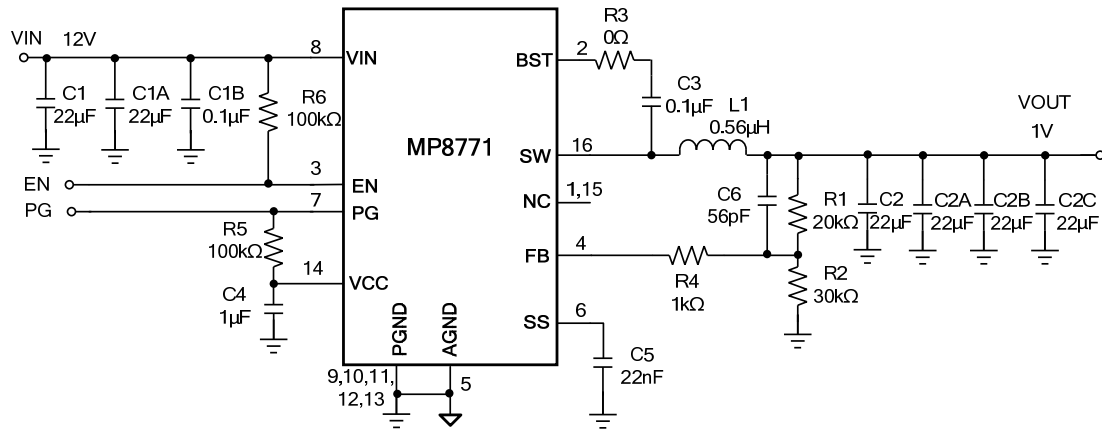 VIN 12V
C1
22µF
C1A
22µF
C1B
0.1µF
R6
100kΩ
EN
PG
R5
100kΩ
C4
1µF
8
3
7
14
VIN
EN
PG
VCC
MP8771
BST
SW
NC
FB
SS
PGND
AGND
9,10,11,
12,13
5
2
R3
0Ω
C3
0.1µF
16
L1
0.56µH
1,15
4
R4
1kΩ
6
C5
22nF
C6
56pF
R1
20kΩ
R2
30kΩ
C2
22µF
C2A
22µF
C2B
22µF
C2C
22µF
VOUT
1V